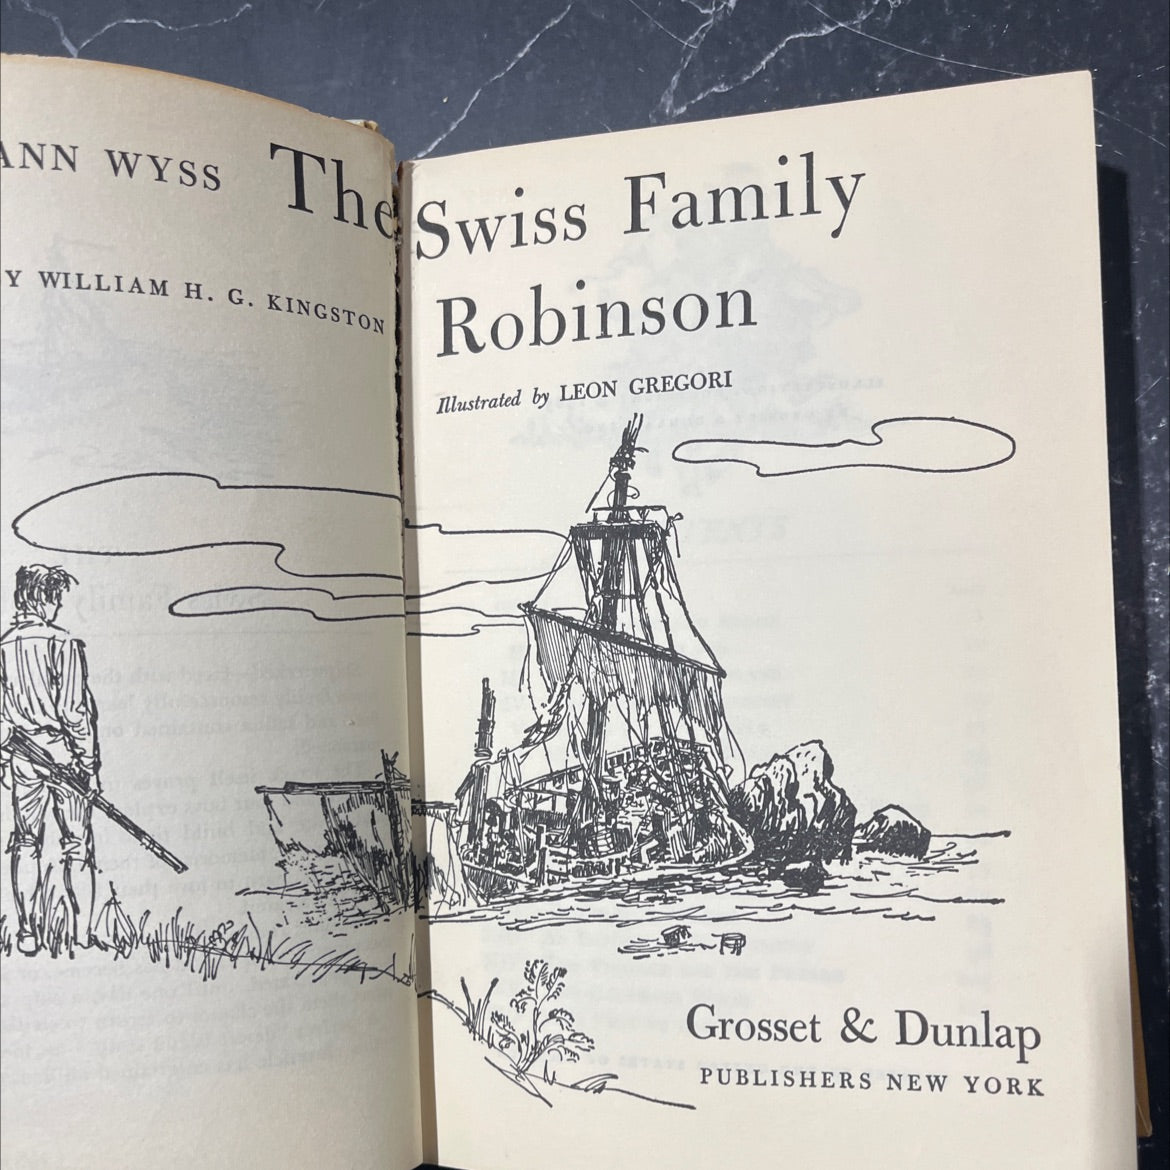 ANN WYSS The Swiss Family
Robinson
Y WILLIAM H. G. KINGSTON
Illustrated by LEON GREGORI
Grosset & Dunlap
PUBLISHERS NEW YORK